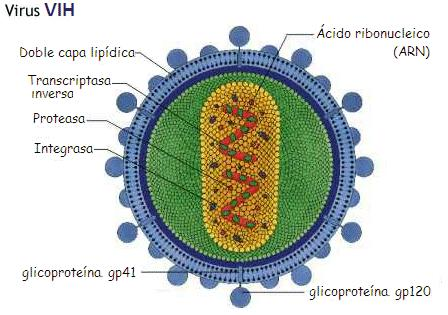 Virus VIH
Ácido ribonucleico
(ARN)
Doble capa lipídica
Transcriptasa
inversa
Proteasa
Integrasa
glicoproteína gp41
glicoproteína gp120